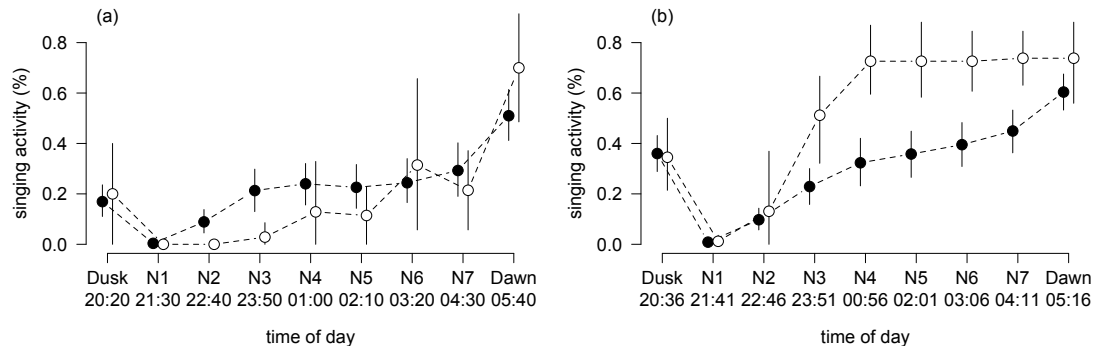 (a)
singing activity (%)
0.8
0.6
0.4
0.2
0.0
Dusk N1 N2 N3 N4 N5 N6 N7 Dawn
20:20 21:30 22:40 23:50 01:00 02:10 03:20 04:30 05:40
time of day
(b)
singing activity (%)
0.8
0.6
0.4
0.2
0.0
Dusk N1 N2 N3 N4 N5 N6 N7 Dawn
20:36 21:41 22:46 23:51 00:56 02:01 03:06 04:11 05:16
time of day